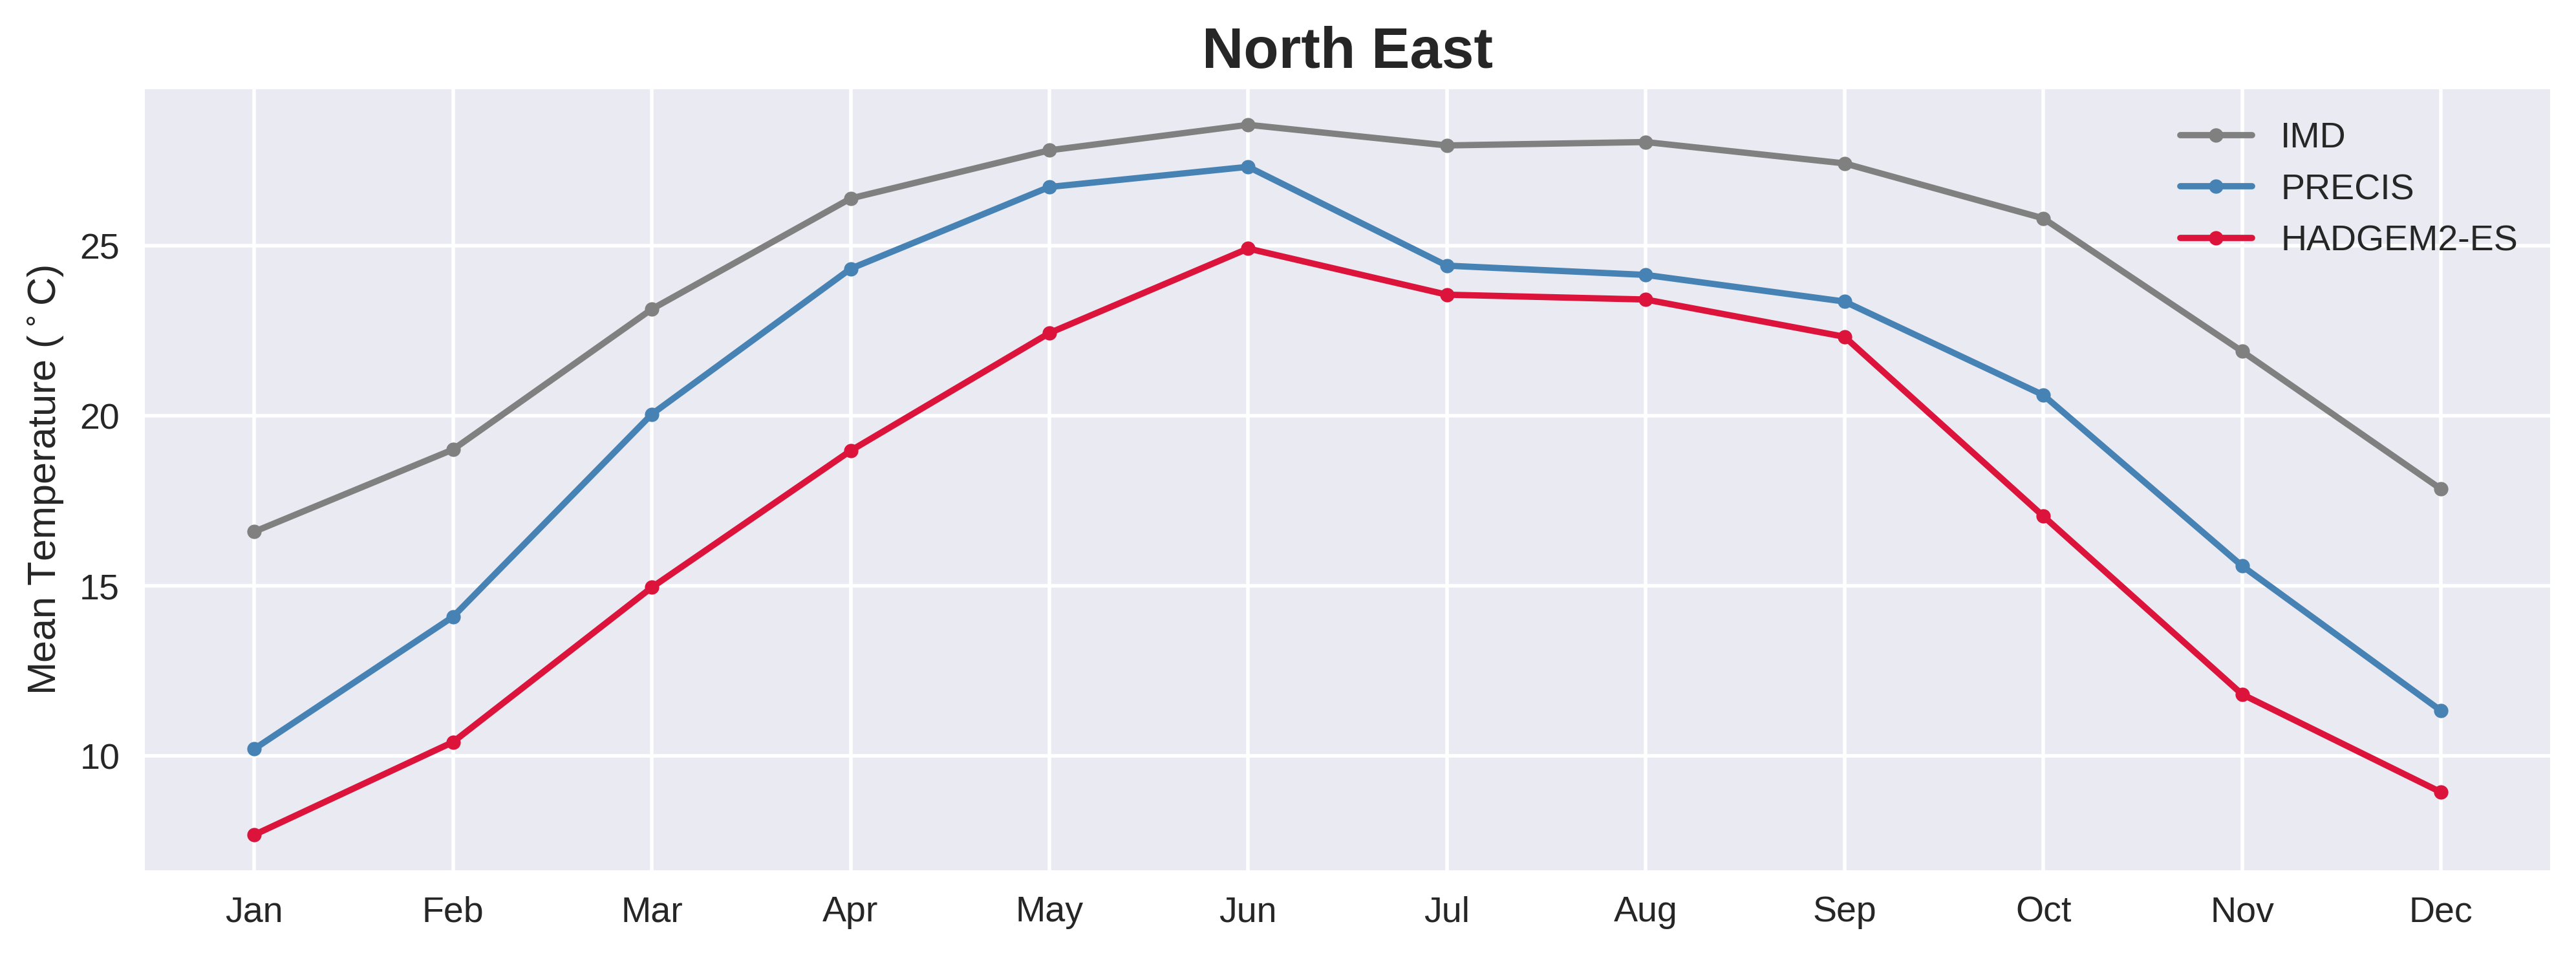 North East
IMD
PRECIS
HADGEM2-ES
Mean Temperature (° C)
25
20
15
10
Jan Feb Mar Apr May Jun Jul Aug Sep Oct Nov Dec